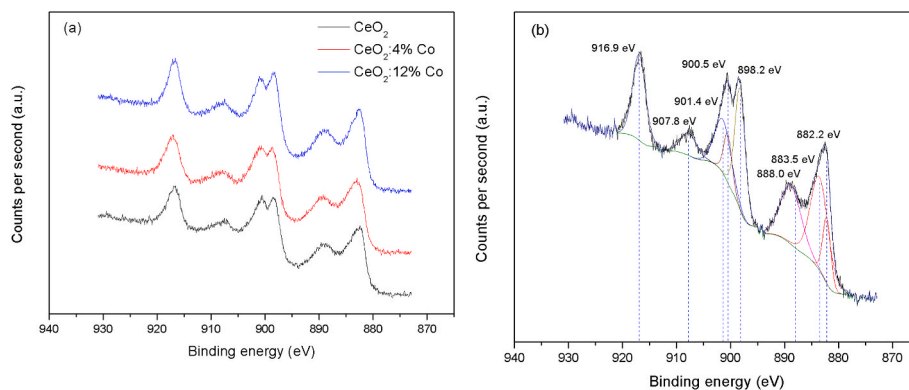 (a)
CeO2
CeO2:4% Co
CeO2:12% Co
Counts per second (a.u.)
940 930 920 910 900 890 880 870
Binding energy (eV)
(b)
916.9 eV
900.5 eV
898.2 eV
901.4 eV
907.8 eV
882.2 eV
883.5 eV
888.0 eV
Counts per second (a.u.)
940 930 920 910 900 890 880 870
Binding energy (eV)